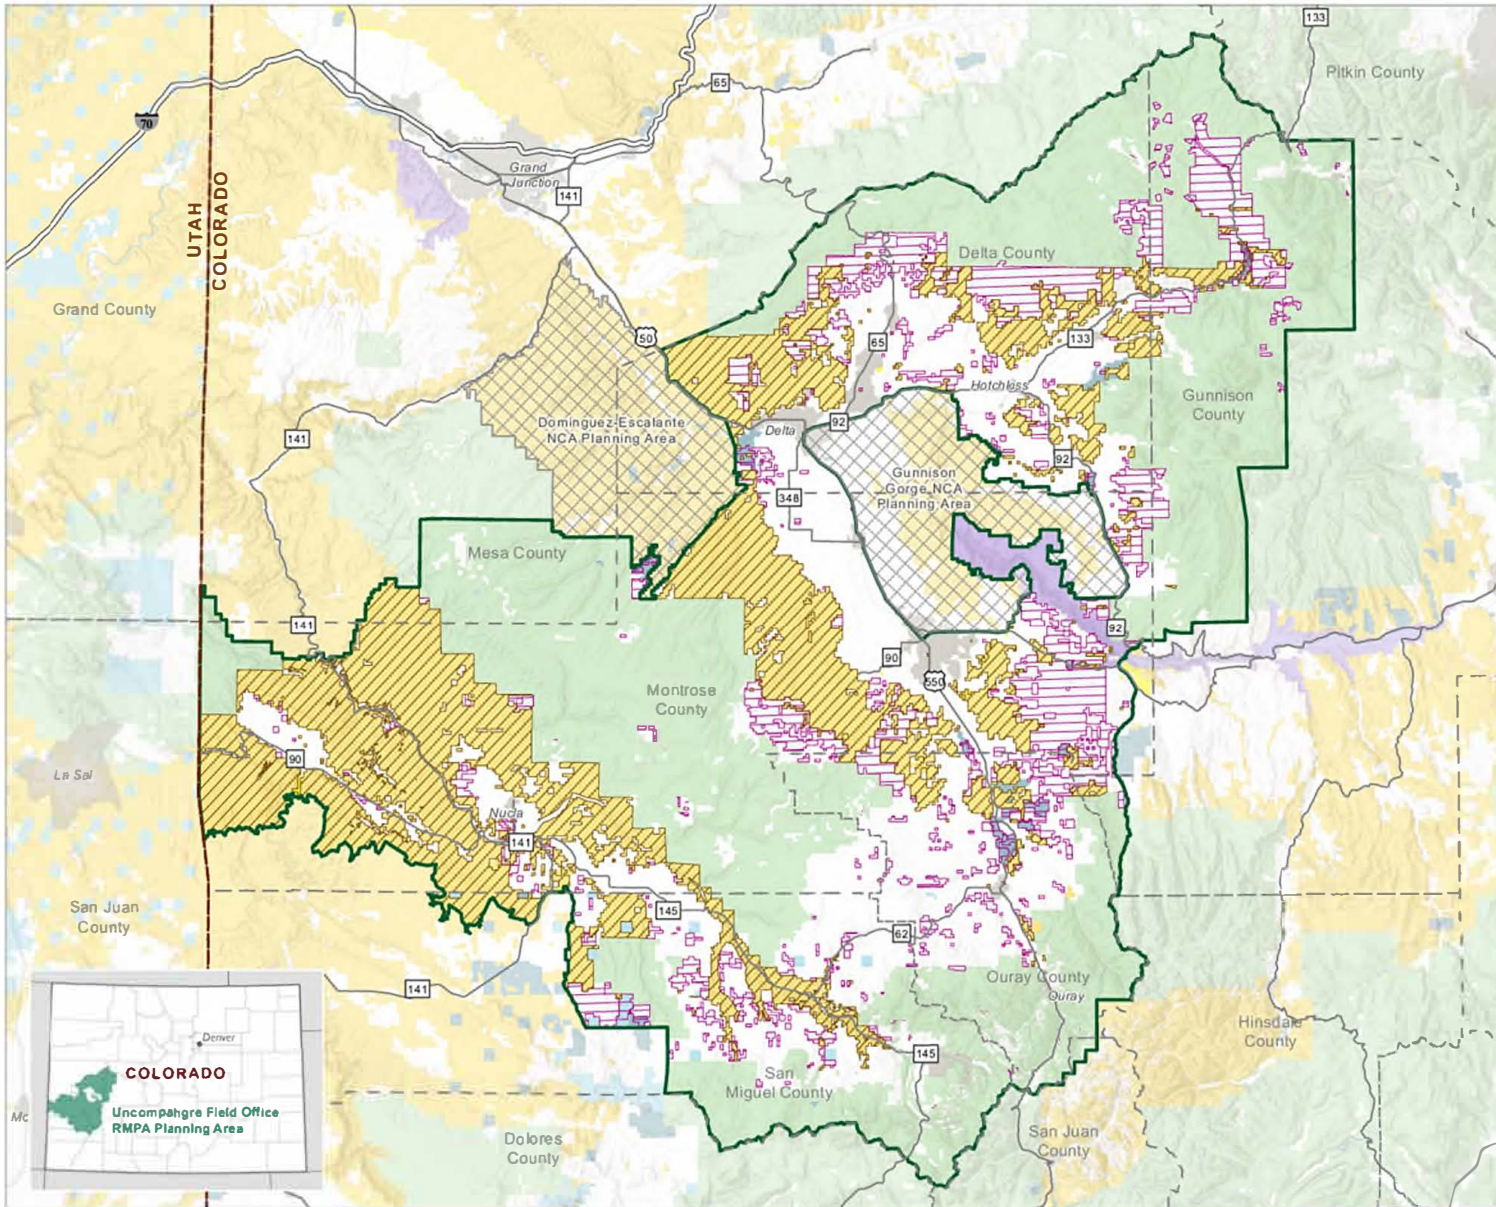 133
Pitkin County
65
70
Grand
Junction
141
UTAH
COLORADO
Delta County
Grand County
50
65
133
Gunnison
County
Hotchkiss
Dominguez-Escalante
NCA Planning Area
92
Delta
141
92
Gunnison
Gorge NCA
Planning Area
348
Mesa County
141
92
90
550
Montrose
County
90
La Sal
Nucla
141
San Juan
County
145
62
Ouray County
Ouray
141
Hinsdale
County
Denver
145
COLORADO
San
Miguel County
Uncompahgre Field Office
RMPA Planning Area
Dolores
County
San Juan
County